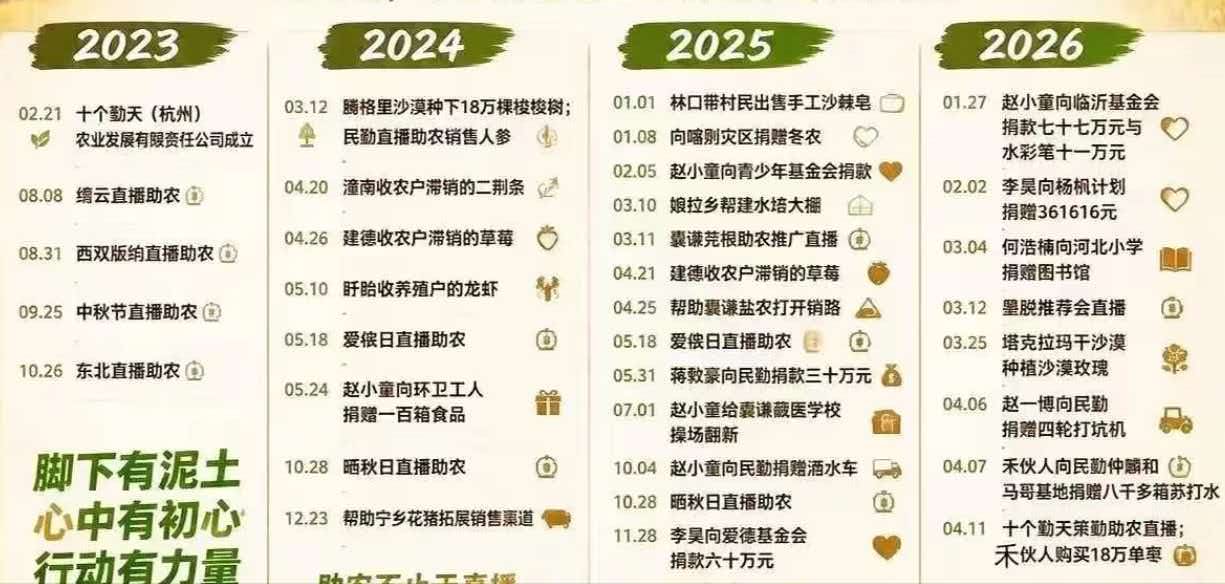 2023
02.21 十个勤天（杭州）
农业发展有限责任公司成立
08.08 缙云直播助农
08.31 西双版纳直播助农
09.25 中秋节直播助农
10.26 东北直播助农
脚下有泥土
心中有初心
行动有力量
2024
03.12 腾格里沙漠种下18万棵梭梭树；
民勤直播助农销售人参
04.20 潼南收农户滞销的二荆条
04.26 建德收农户滞销的草莓
05.10 盱眙收养殖户的龙虾
05.18 爱傧日直播助农
05.24 赵小童向环卫工人
捐赠一百箱食品
10.28 晒秋日直播助农
12.23 帮助宁乡花猪拓展销售渠道
助农不止于直播
2025
01.01 林口带村民出售手工沙棘皂
01.08 向喀则灾区捐赠冬农
02.05 赵小童向青少年基金会捐款
03.10 娘拉乡帮建水培大棚
03.11 囊谦芫根助农推广直播
04.21 建德收农户滞销的草莓
04.25 帮助囊谦盐农打开销路
05.18 爱傧日直播助农
05.31 蒋敦豪向民勤捐款三十万元
07.01 赵小童给囊谦藏医学校
操场翻新
10.04 赵小童向民勤捐赠洒水车
10.28 晒秋日直播助农
11.28 李昊向爱德基金会
捐款六十万元
2026
01.27 赵小童向临沂基金会
捐款七十七万元与
水彩笔十一万元
02.02 李昊向杨帆计划
捐赠361616元
03.04 何浩楠向河北小学
捐赠图书馆
03.12 墨脱推荐会直播
03.25 塔克拉玛干沙漠
种植沙漠玫瑰
04.06 赵一博向民勤
捐赠四轮打坑机
04.07 禾伙人向民勤仲麟和
马哥基地捐赠八千多箱苏打水
04.11 十个勤天策勤助农直播；
禾伙人购买18万单枣